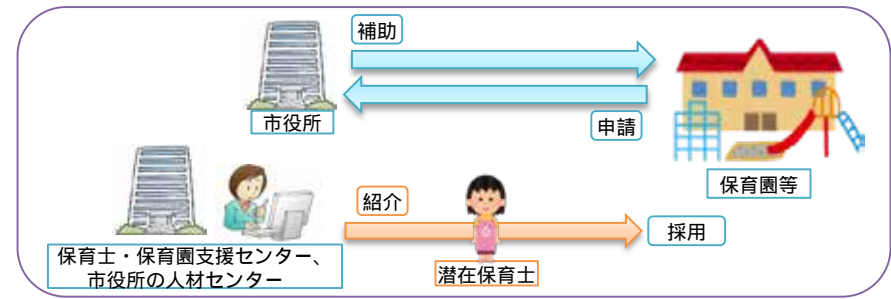 補助
市役所
申請
保育園等
紹介
採用
保育士・保育園支援センター、
市役所の人材センター
潜在保育士